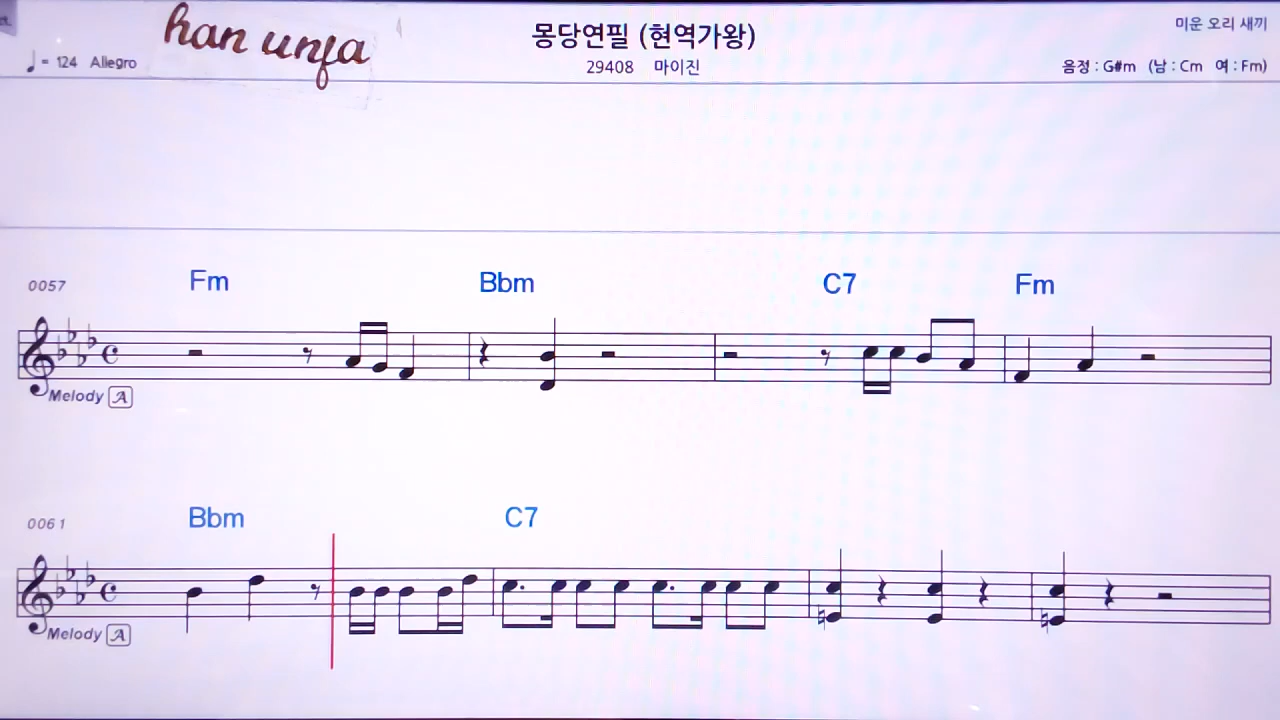 han unfa
몽당연필 (현역가왕)
미운 오리 새끼
♩ = 124 Allegro
29408 마이진
음정 : G#m (남 : Cm 여 : Fm)
0057
Fm Bbm C7 Fm
Melody A
0061
Bbm C7
Melody A